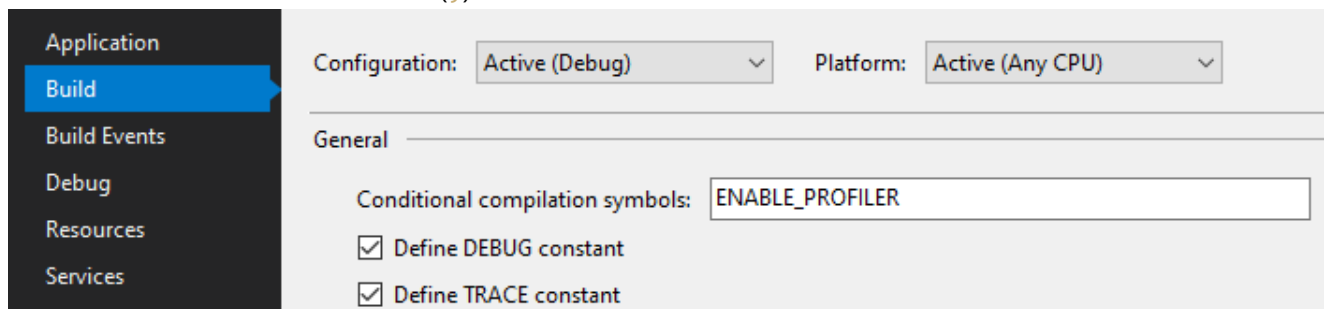 Application
Build
Build Events
Debug
Resources
Services
Configuration: Active (Debug) Platform: Active (Any CPU)
General
Conditional compilation symbols: ENABLE_PROFILER
Define DEBUG constant
Define TRACE constant